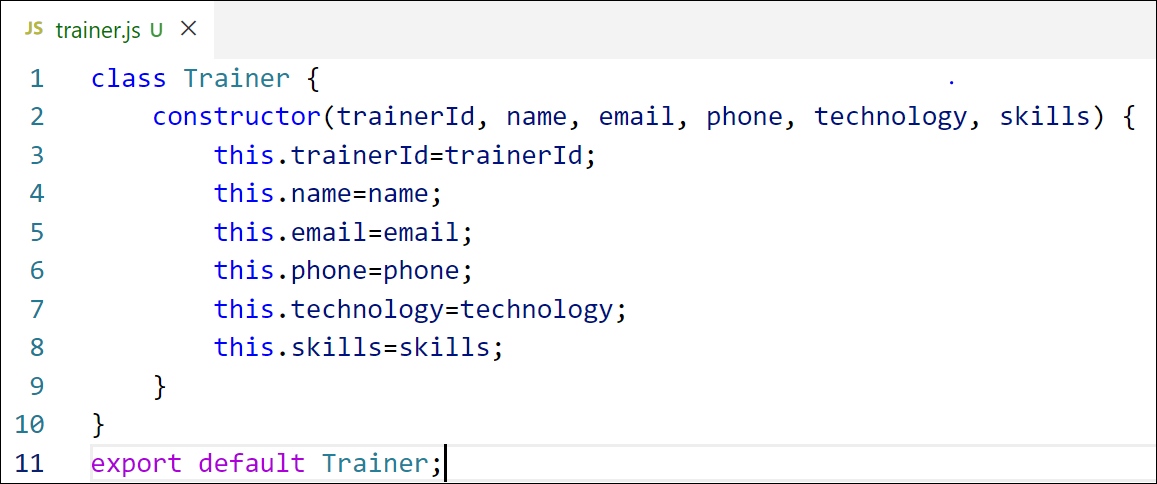 JS trainer.js U ×
1 class Trainer {
2     constructor(trainerId, name, email, phone, technology, skills) {
3         this.trainerId=trainerId;
4         this.name=name;
5         this.email=email;
6         this.phone=phone;
7         this.technology=technology;
8         this.skills=skills;
9     }
10 }
11 export default Trainer;